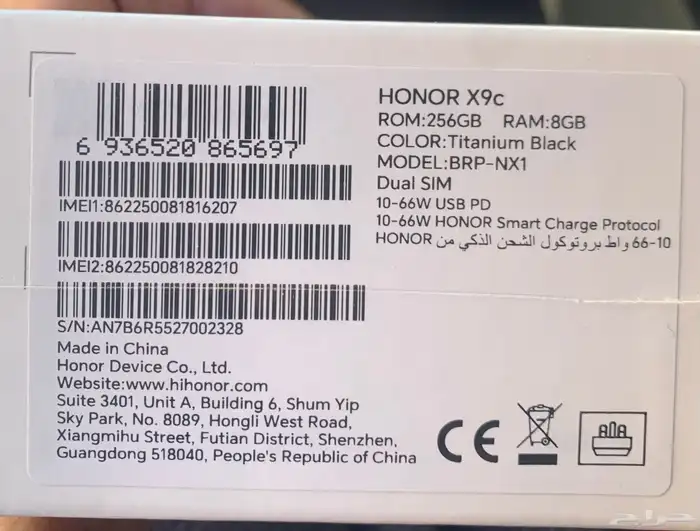 6 936520 865697
IMEI1:862250081816207
IMEI2:862250081828210
S/N:AN7B6R5527002328
Made in China
Honor Device Co., Ltd.
Website:www.hihonor.com
Suite 3401, Unit A, Building 6, Shum Yip
Sky Park, No. 8089, Hongli West Road,
Xiangmihu Street, Futian District, Shenzhen,
Guangdong 518040, People's Republic of China
HONOR X9c
ROM:256GB RAM:8GB
COLOR:Titanium Black
MODEL:BRP-NX1
Dual SIM
10-66W USB PD
10-66W HONOR Smart Charge Protocol
10-66 واط بروتوكول الشحن الذكي من HONOR
CE
حراج